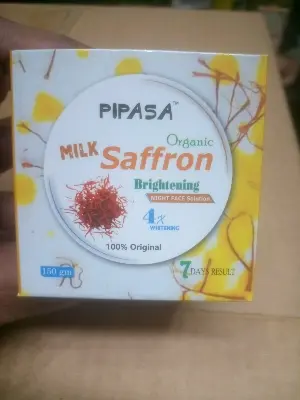 PIPASA™
Organic
MILK Saffron
Brightening
NIGHT FACE Solution
4X
WHITENING
100% Original
150 gm
7 DAYS RESULT